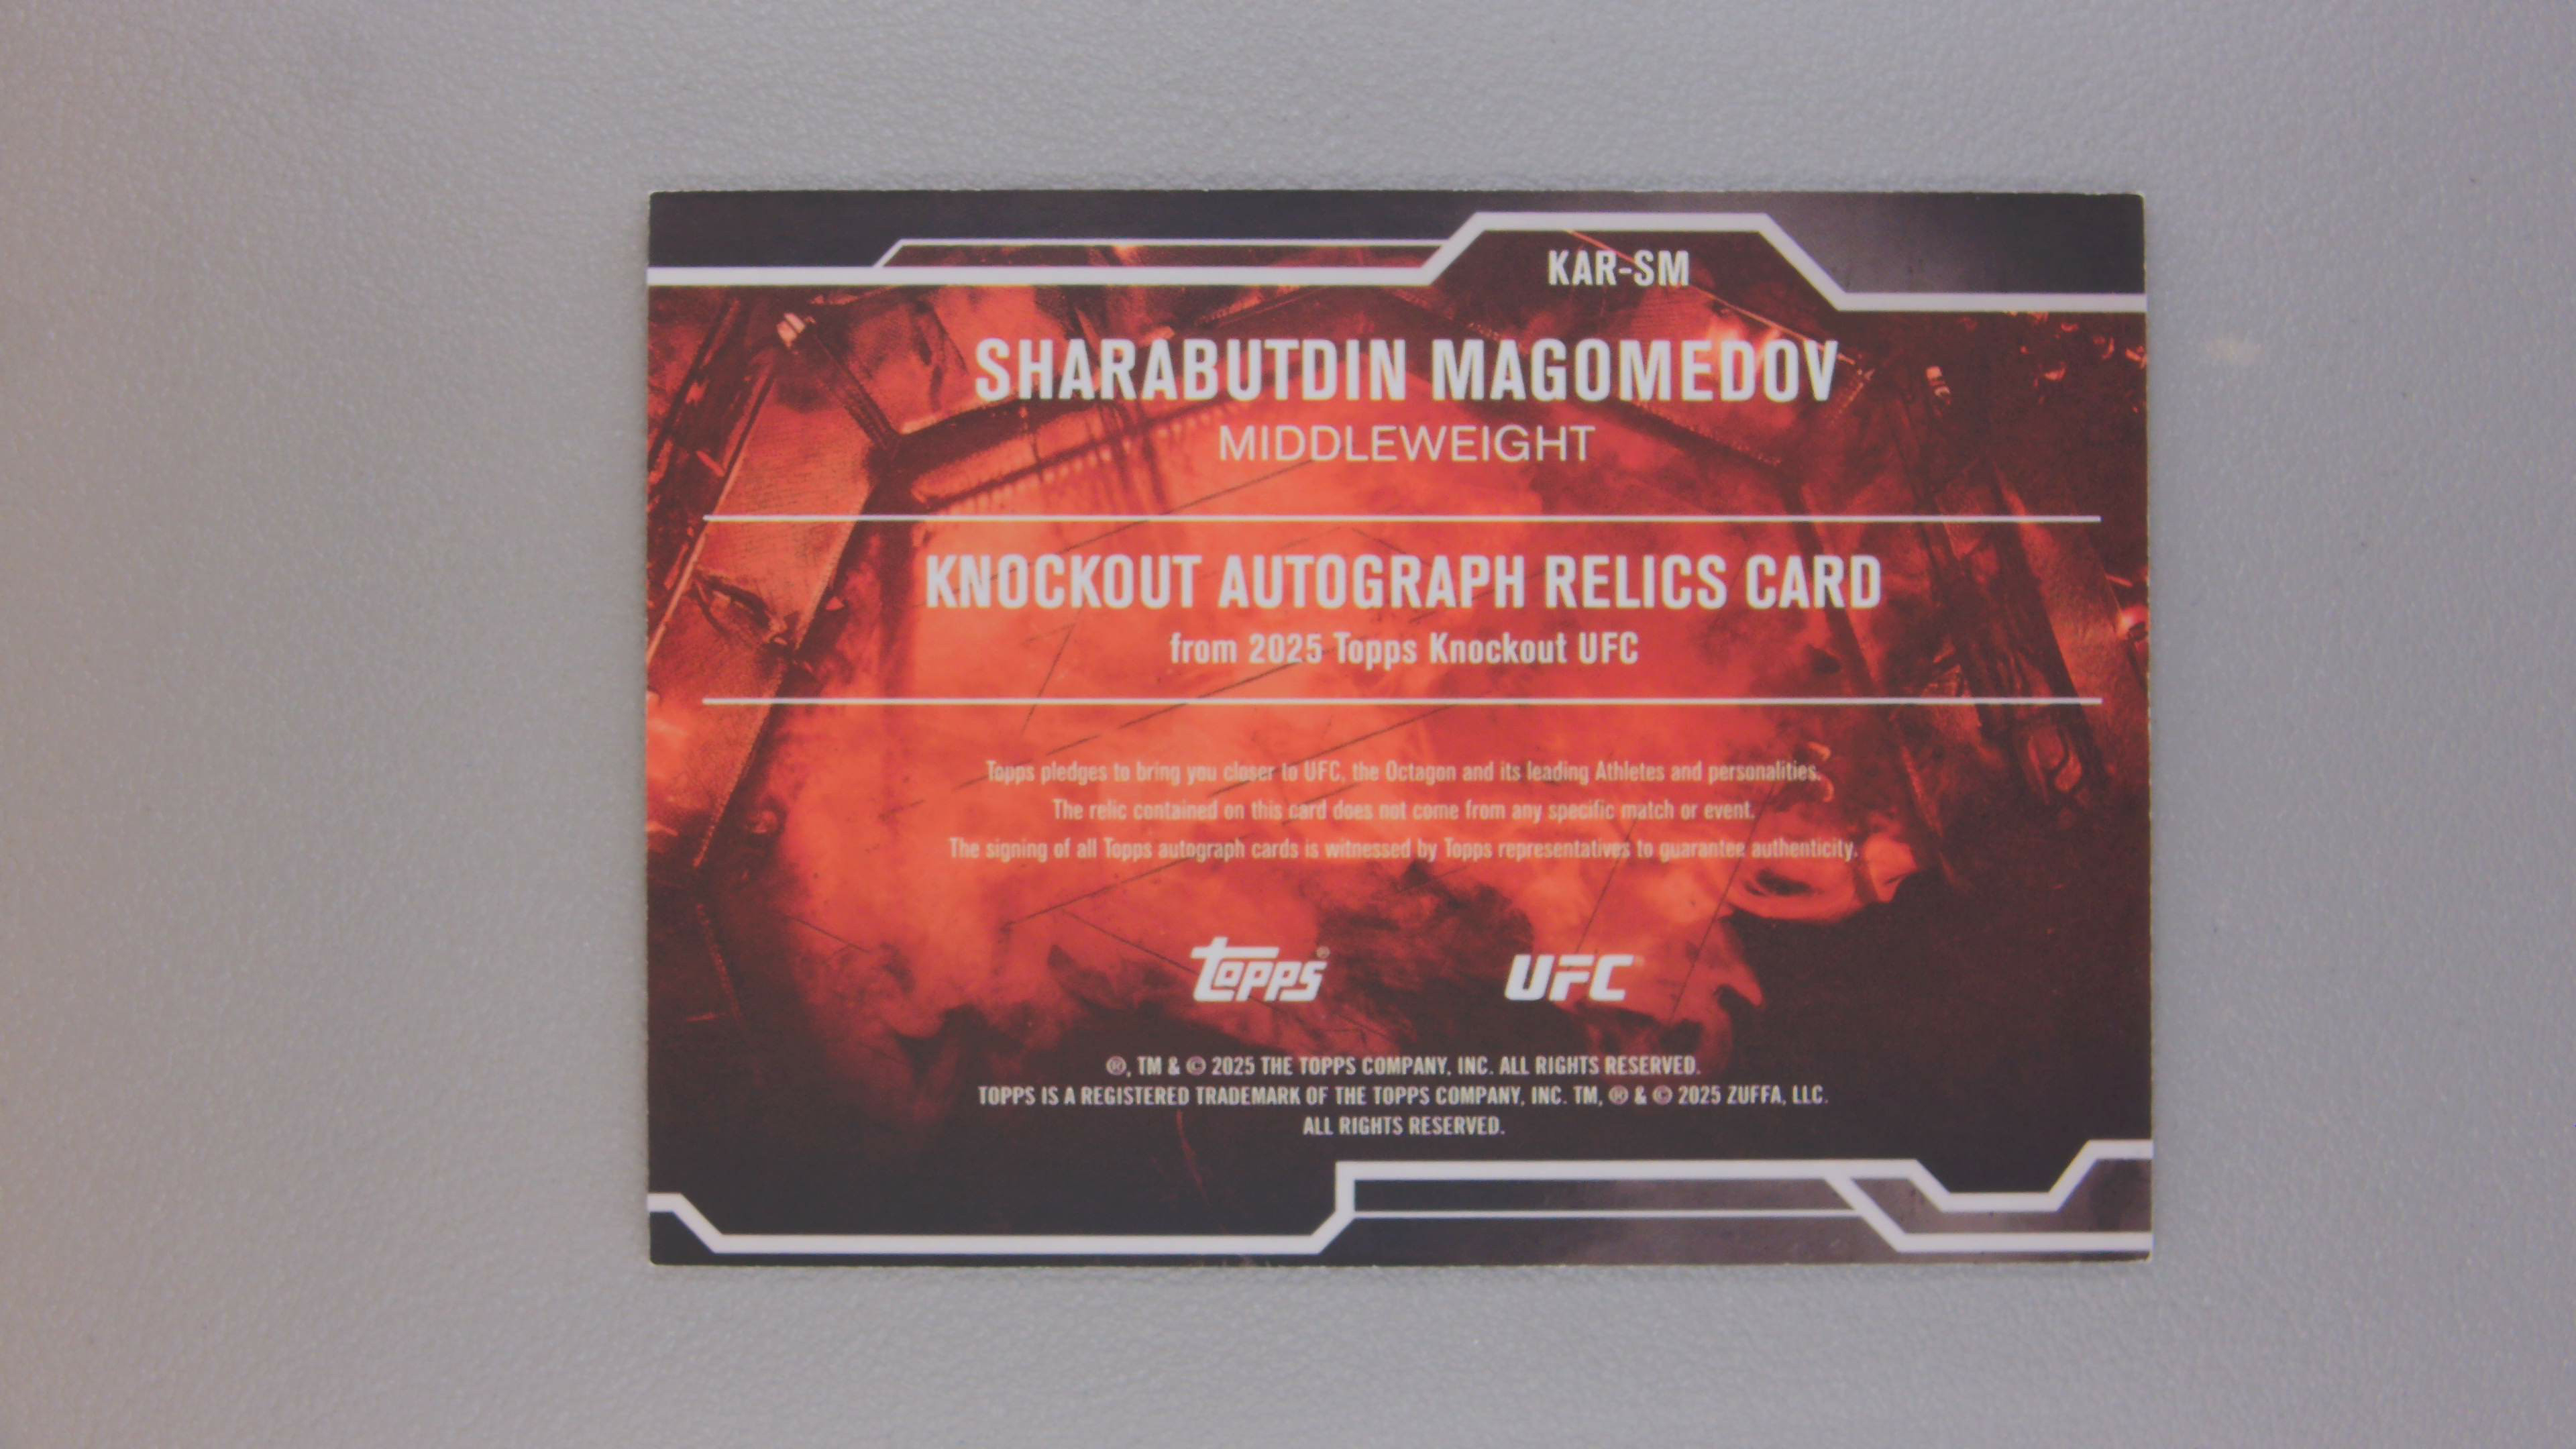 KAR-SM
SHARABUTDIN MAGOMEDOV
MIDDLEWEIGHT
KNOCKOUT AUTOGRAPH RELICS CARD
from 2025 Topps Knockout UFC
Topps pledges to bring you closer to UFC, the Octagon and its leading Athletes and personalities.
The relic contained on this card does not come from any specific match or event.
The signing of all Topps autograph cards is witnessed by Topps representatives to guarantee authenticity.
Topps® UFC
®, TM & © 2025 THE TOPPS COMPANY, INC. ALL RIGHTS RESERVED.
TOPPS IS A REGISTERED TRADEMARK OF THE TOPPS COMPANY, INC. TM, ® & © 2025 ZUFFA, LLC.
ALL RIGHTS RESERVED.